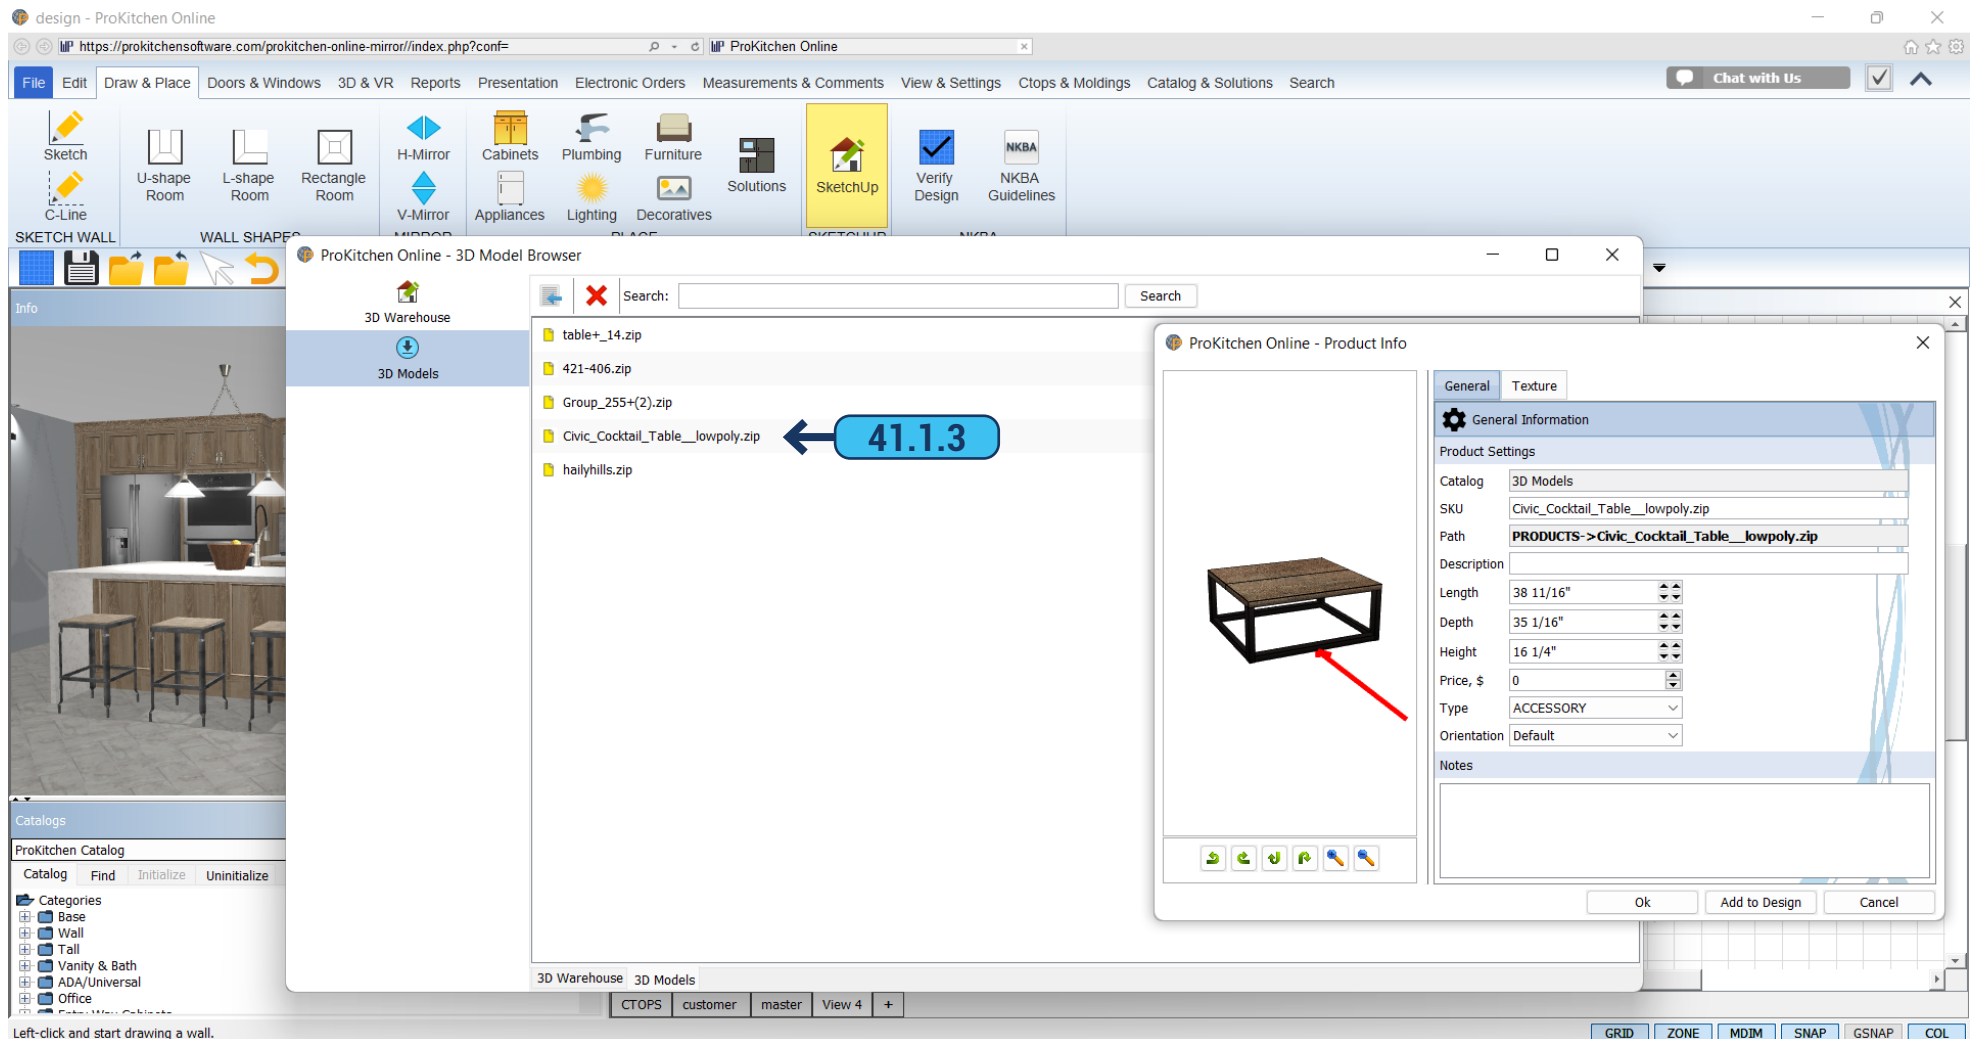 design - ProKitchen Online
https://prokitchensoftware.com/prokitchen-online-mirror//index.php?conf=
ProKitchen Online
File Edit Draw & Place Doors & Windows 3D & VR Reports Presentation Electronic Orders Measurements & Comments View & Settings Ctops & Moldings Catalog & Solutions Search
Chat with Us
Sketch
C-Line
SKETCH WALL
U-shape
Room
L-shape
Room
Rectangle
Room
WALL SHAPES
H-Mirror
V-Mirror
MIRROR
Cabinets
Appliances
Plumbing
Lighting
Furniture
Decoratives
Solutions
PLACE
SketchUp
SKETCHUP
Verify
Design
NKBA
NKBA
Guidelines
NKBA
Info
ProKitchen Online - 3D Model Browser
3D Warehouse
3D Models
Search:
Search
table+_14.zip
421-406.zip
Group_255+(2).zip
Civic_Cocktail_Table__lowpoly.zip
41.1.3
hailyhills.zip
3D Warehouse 3D Models
ProKitchen Online - Product Info
General Texture
General Information
Product Settings
Catalog 3D Models
SKU Civic_Cocktail_Table__lowpoly.zip
Path PRODUCTS->Civic_Cocktail_Table__lowpoly.zip
Description
Length 38 11/16"
Depth 35 1/16"
Height 16 1/4"
Price, $ 0
Type ACCESSORY
Orientation Default
Notes
Ok Add to Design Cancel
Catalogs
ProKitchen Catalog
Catalog Find Initialize Uninitialize
Categories
Base
Wall
Tall
Vanity & Bath
ADA/Universal
Office
Entry Way Cabinets
CTOPS customer master View 4 +
Left-click and start drawing a wall.
GRID ZONE MDIM SNAP GSNAP COL